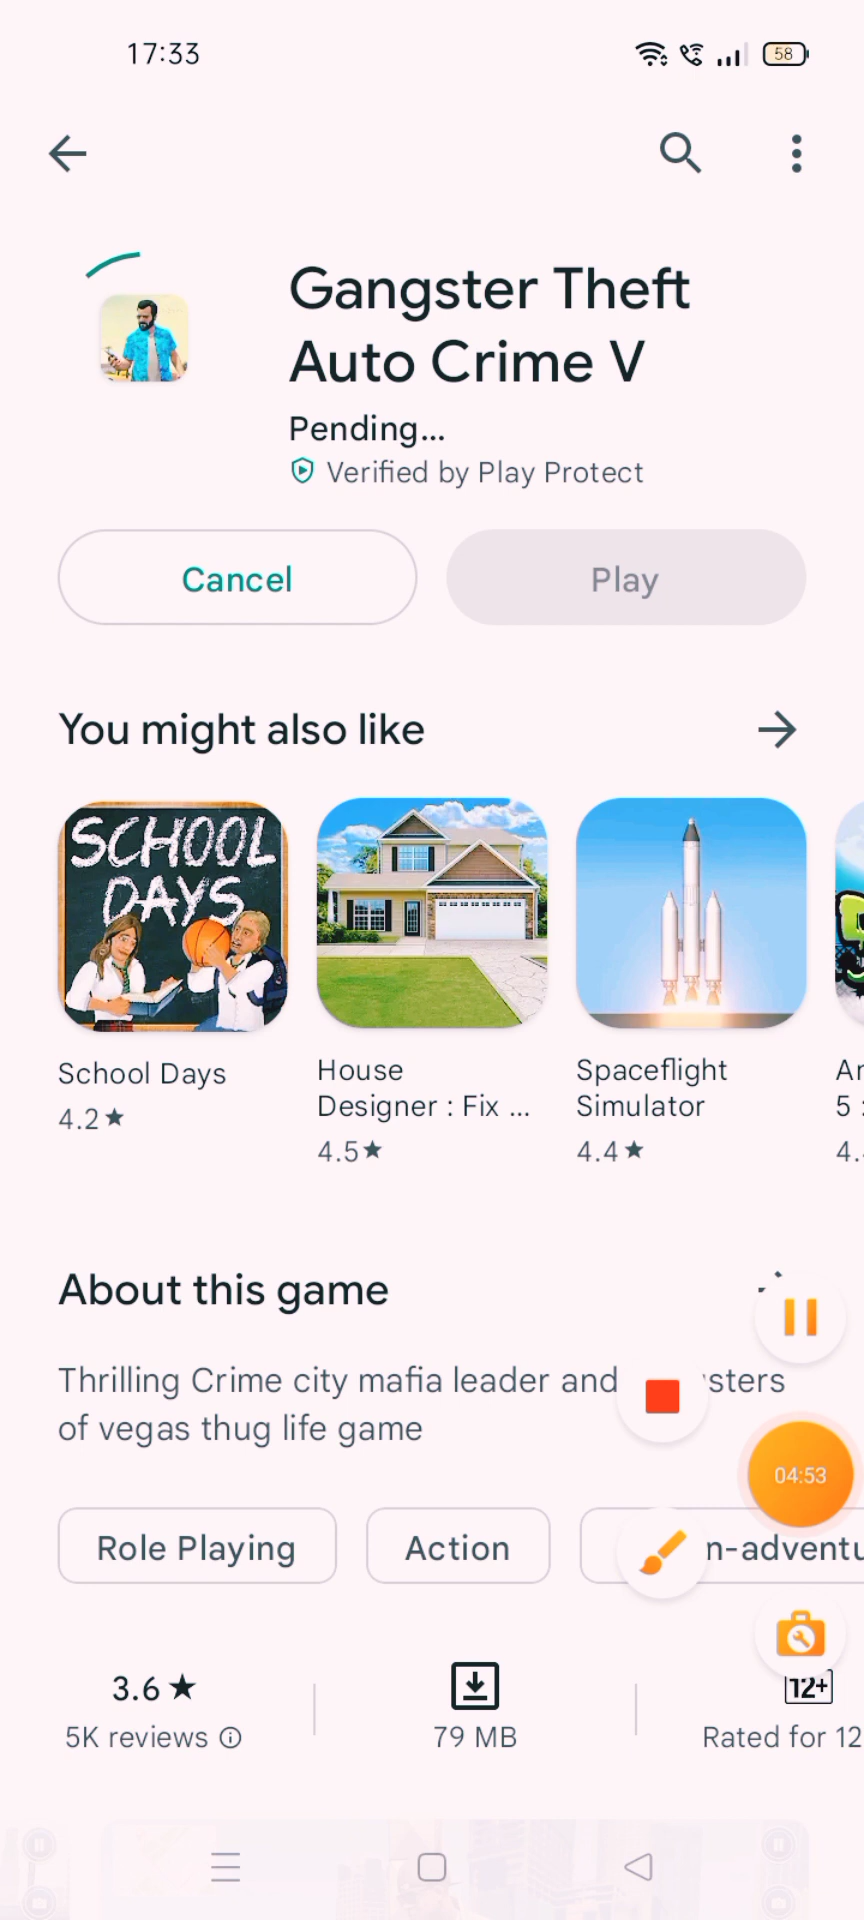 17:33
58
Gangster Theft
Auto Crime V
Pending...
Verified by Play Protect
Cancel
Play
You might also like
SCHOOL
DAYS
School Days
4.2★
House
Designer : Fix ...
4.5★
Spaceflight
Simulator
4.4★
5 :
4.
About this game
Thrilling Crime city mafia leader and
of vegas thug life game
04:53
Role Playing
Action
3.6 ★
5K reviews
79 MB
12+
Rated for 12